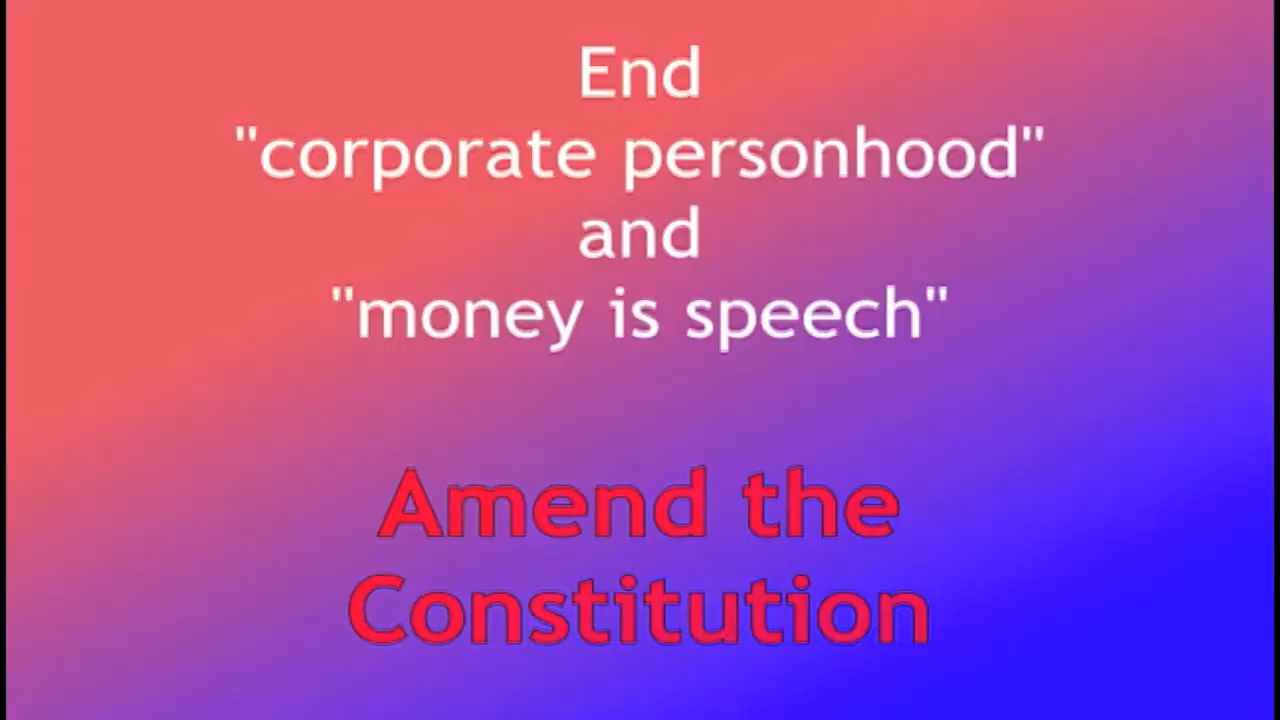 End
"corporate personhood"
and
"money is speech"
Amend the
Constitution